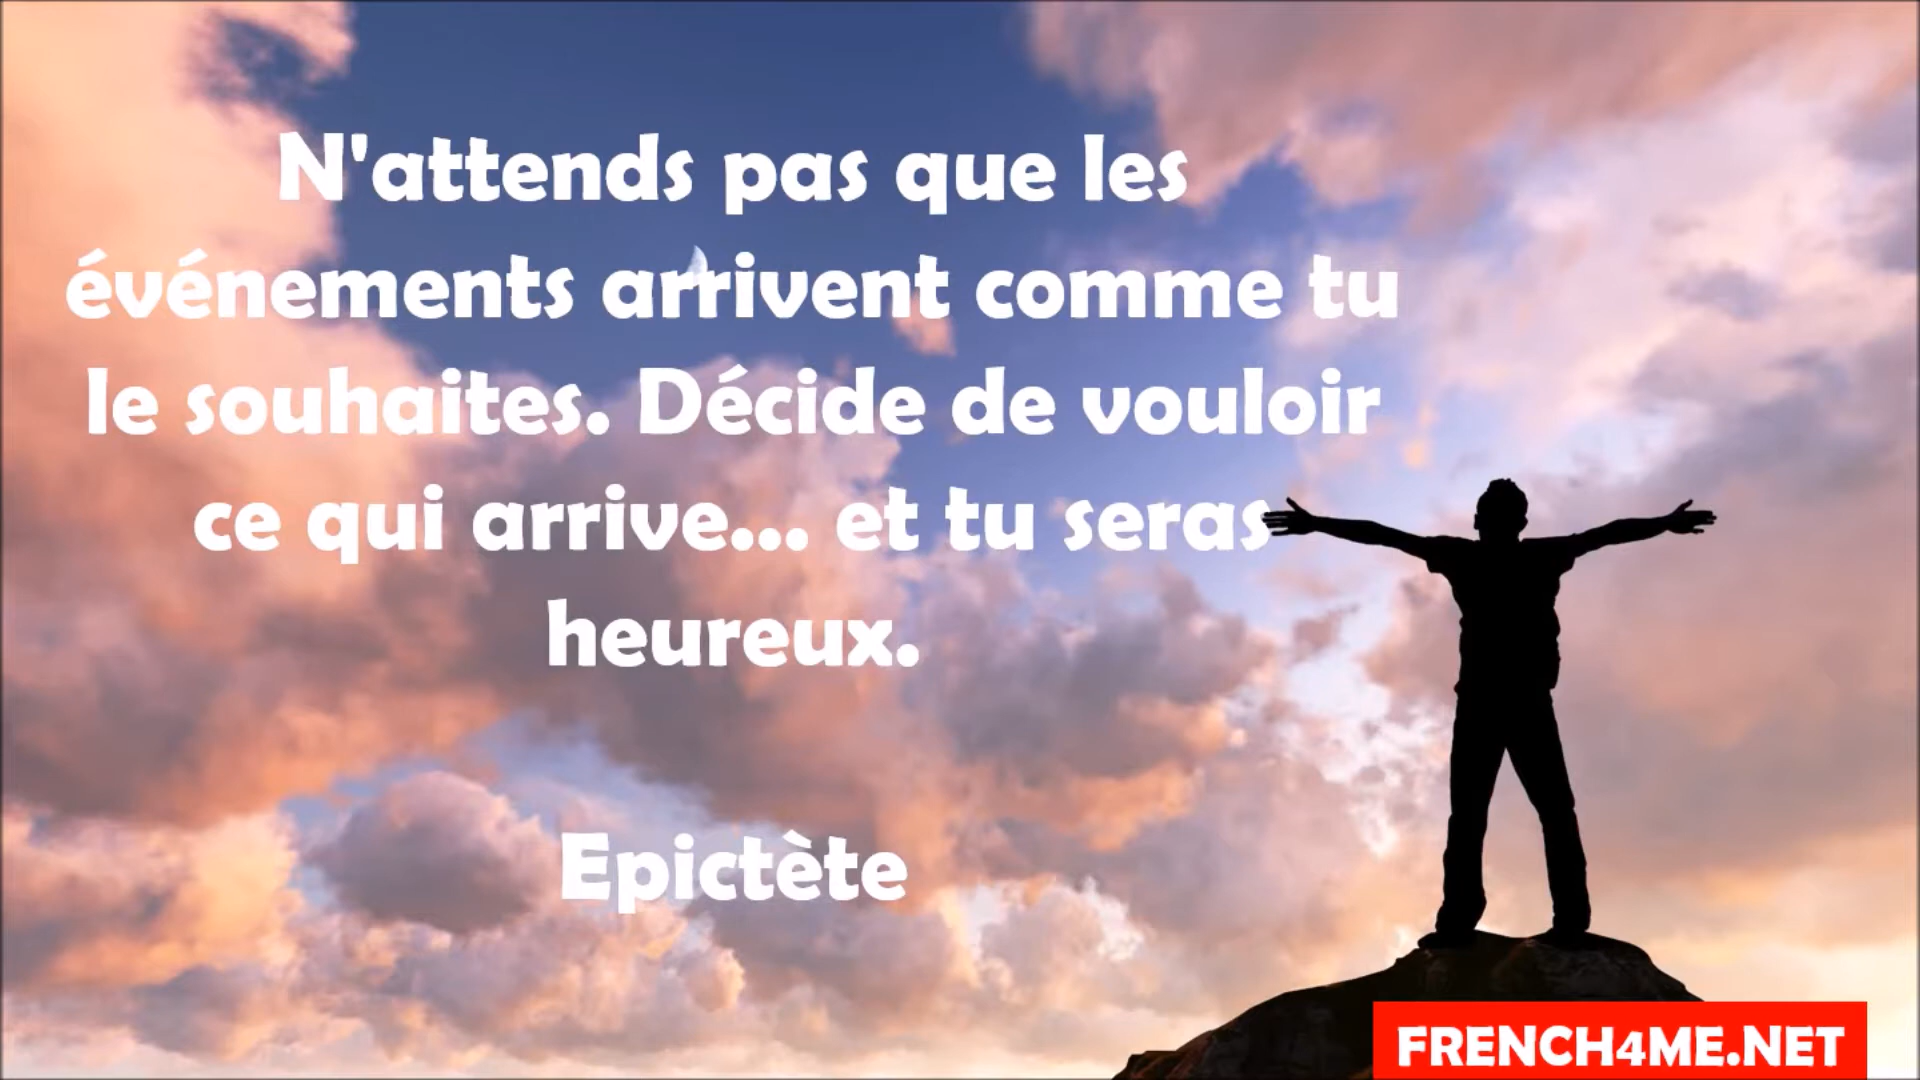 N'attends pas que les
événements arrivent comme tu
le souhaites. Décide de vouloir
ce qui arrive... et tu seras
heureux.
Epictète
FRENCH4ME.NET